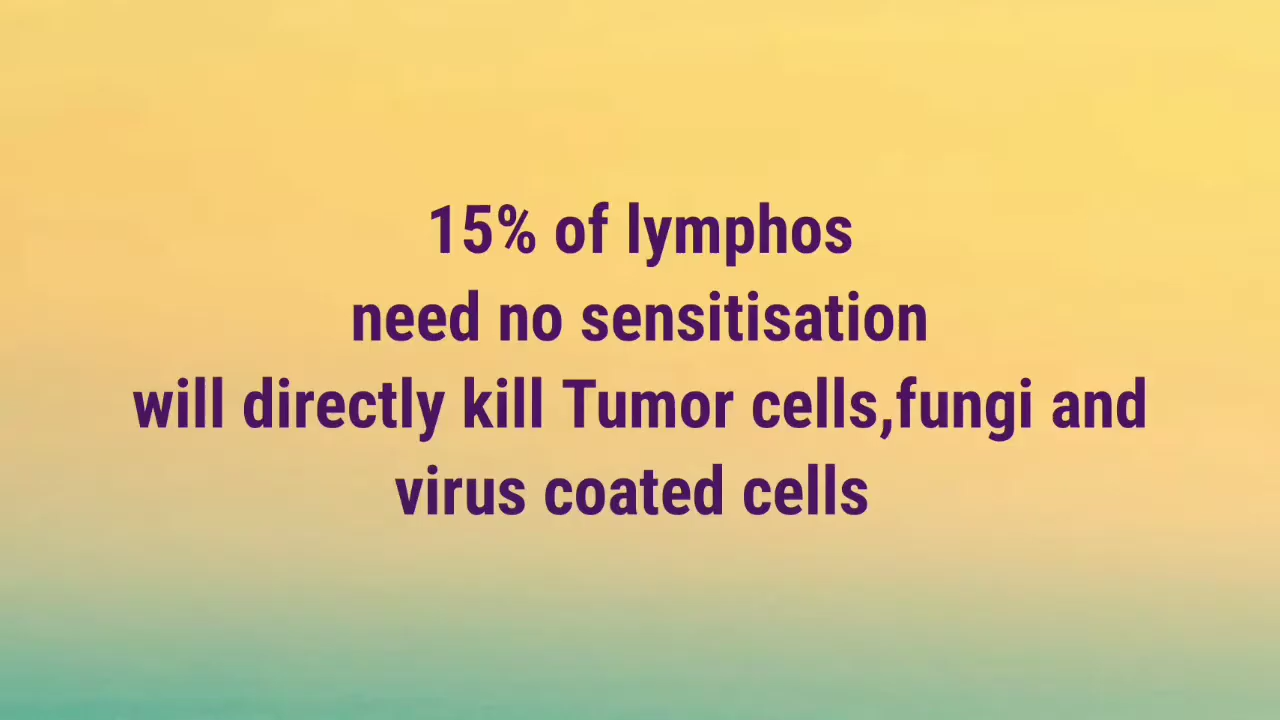 15% of lymphos
need no sensitisation
will directly kill Tumor cells,fungi and
virus coated cells